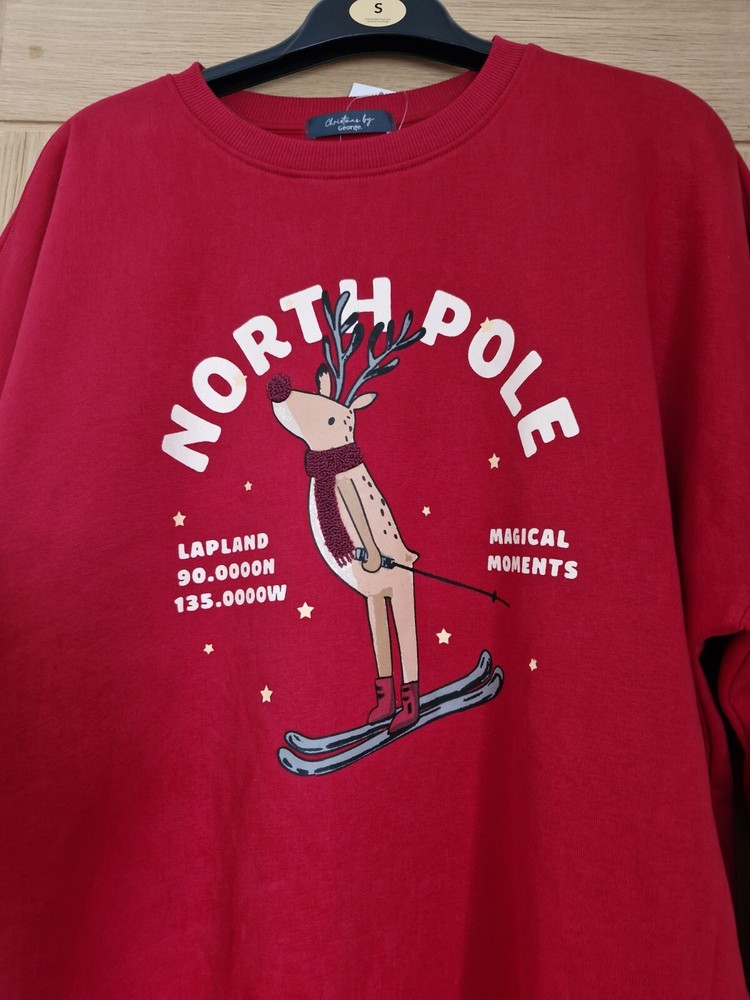 S
Christmas by
George.
NORTH POLE
LAPLAND
90.0000N
135.0000W
MAGICAL
MOMENTS